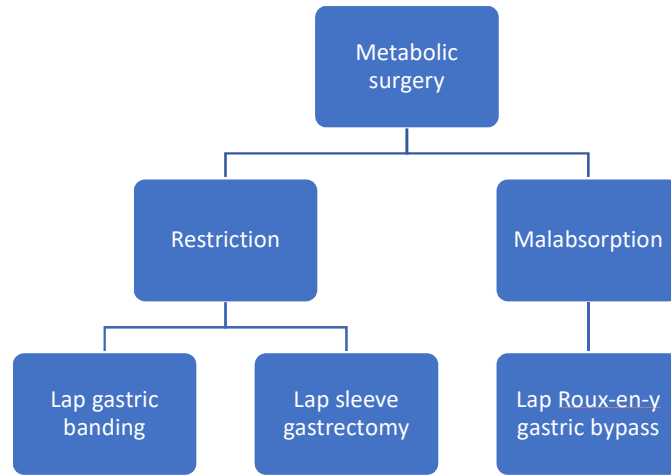 Metabolic
surgery
Restriction
Malabsorption
Lap gastric
banding
Lap sleeve
gastrectomy
Lap Roux-en-y
gastric bypass